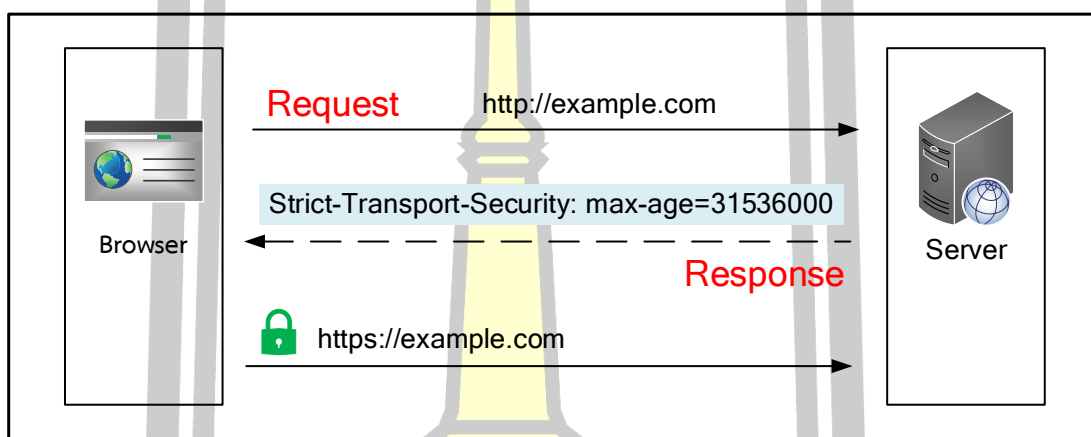 Request http://example.com
Strict-Transport-Security: max-age=31536000
Browser
Server
Response
https://example.com